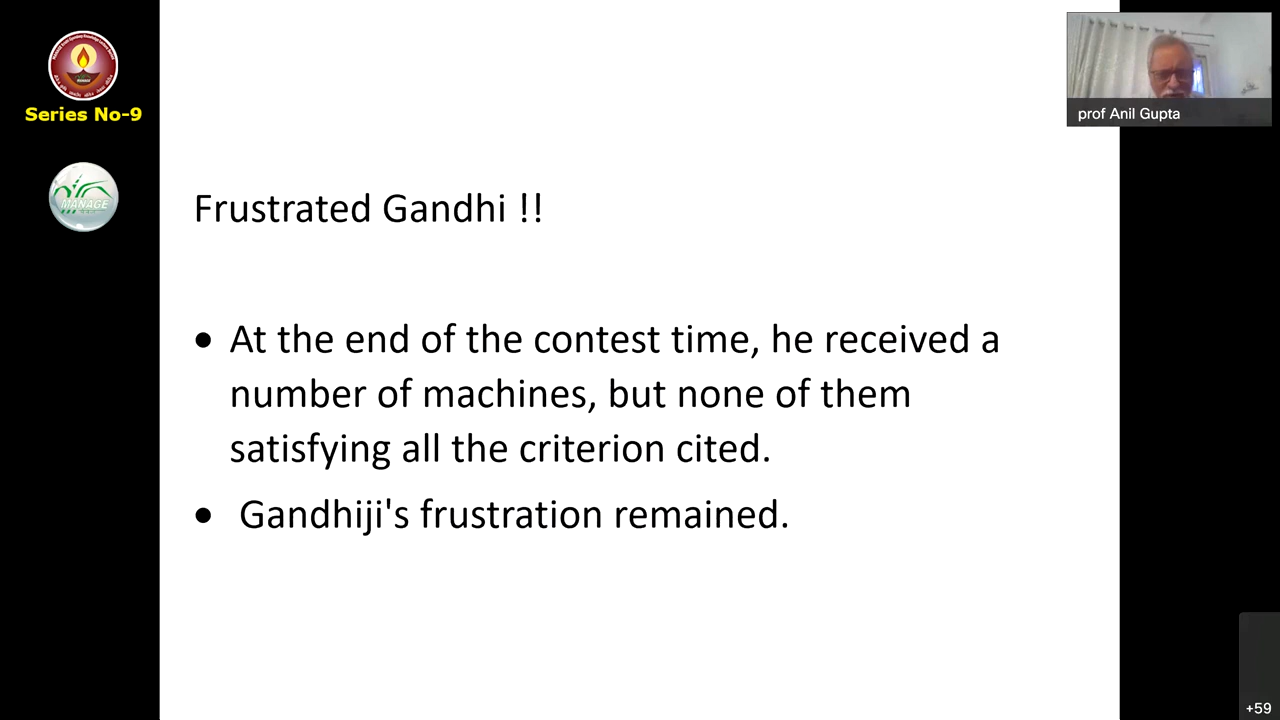 Series No-9
MANAGE
prof Anil Gupta
Frustrated Gandhi !!
• At the end of the contest time, he received a
number of machines, but none of them
satisfying all the criterion cited.
• Gandhiji's frustration remained.
+59